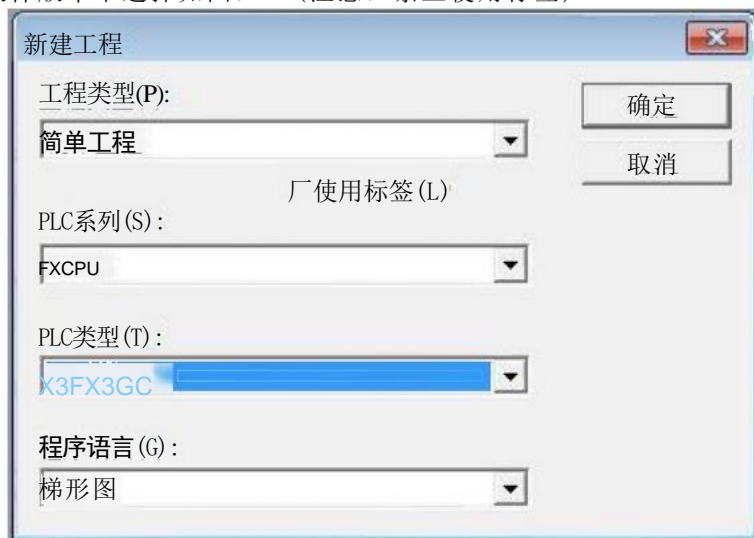 新建工程
工程类型(P):
确定
简单工程
取消
厂使用标签(L)
PLC系列(S):
FXCPU
PLC类型(T):
X3FX3GC
程序语言(G):
梯形图